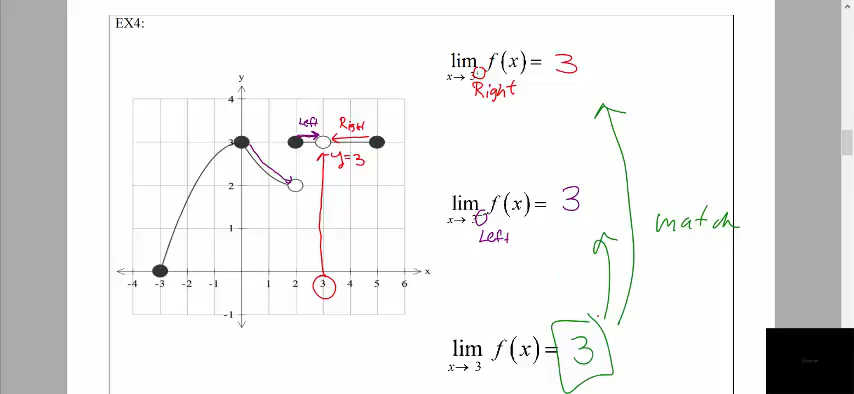 EX4:
lim f(x) = 3
x→ 3
Right
y
4
3
2
1
-1
Left
Right
y=3
-4 -3 -2 -1 1 2 3 4 5 6
x
lim f(x) = 3
x→ 3
Left
match
lim f(x) = 3
x→ 3